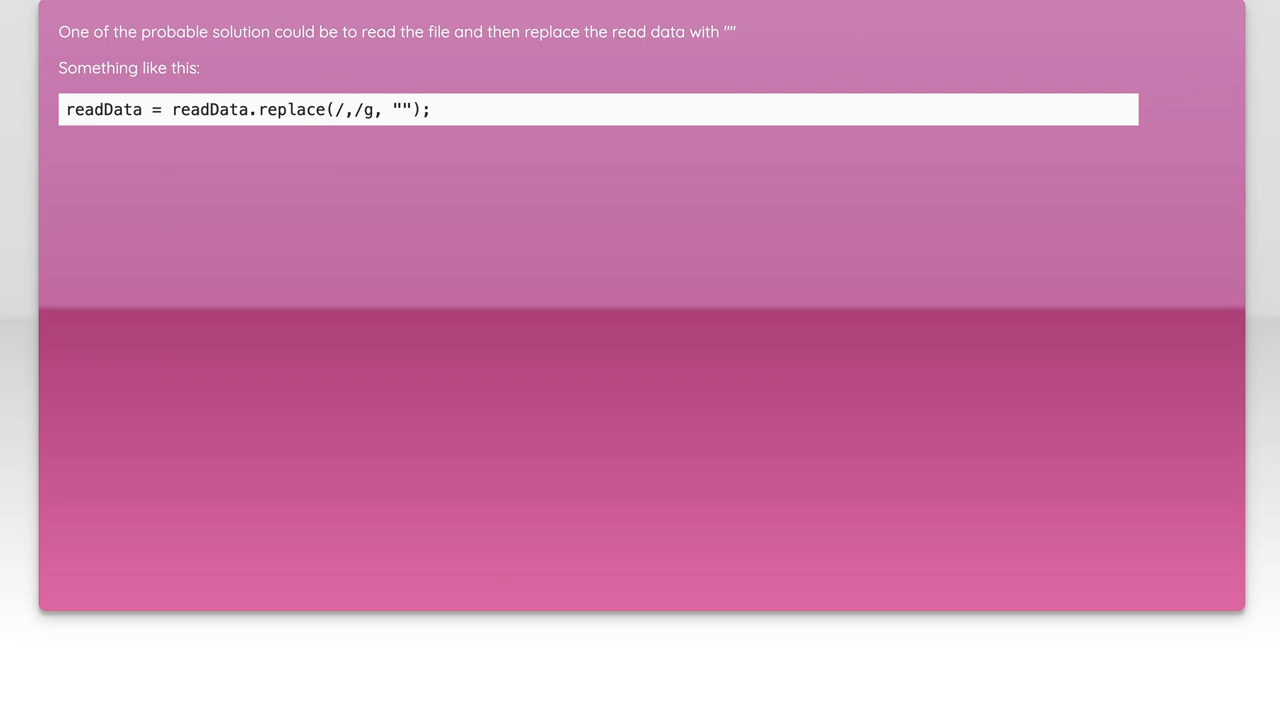 One of the probable solution could be to read the file and then replace the read data with ""
Something like this:
readData = readData.replace(/,/g, "");